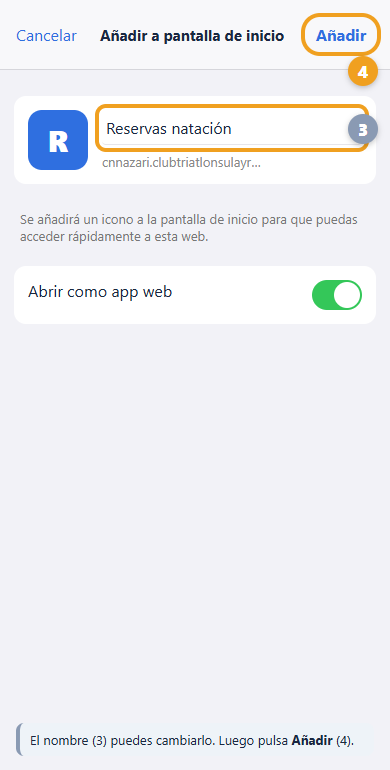 Cancelar Añadir a pantalla de inicio Añadir
4
R
Reservas natación
3
cnnazari.clubtriatlonsulayr...
Se añadirá un icono a la pantalla de inicio para que puedas
acceder rápidamente a esta web.
Abrir como app web
El nombre (3) puedes cambiarlo. Luego pulsa Añadir (4).